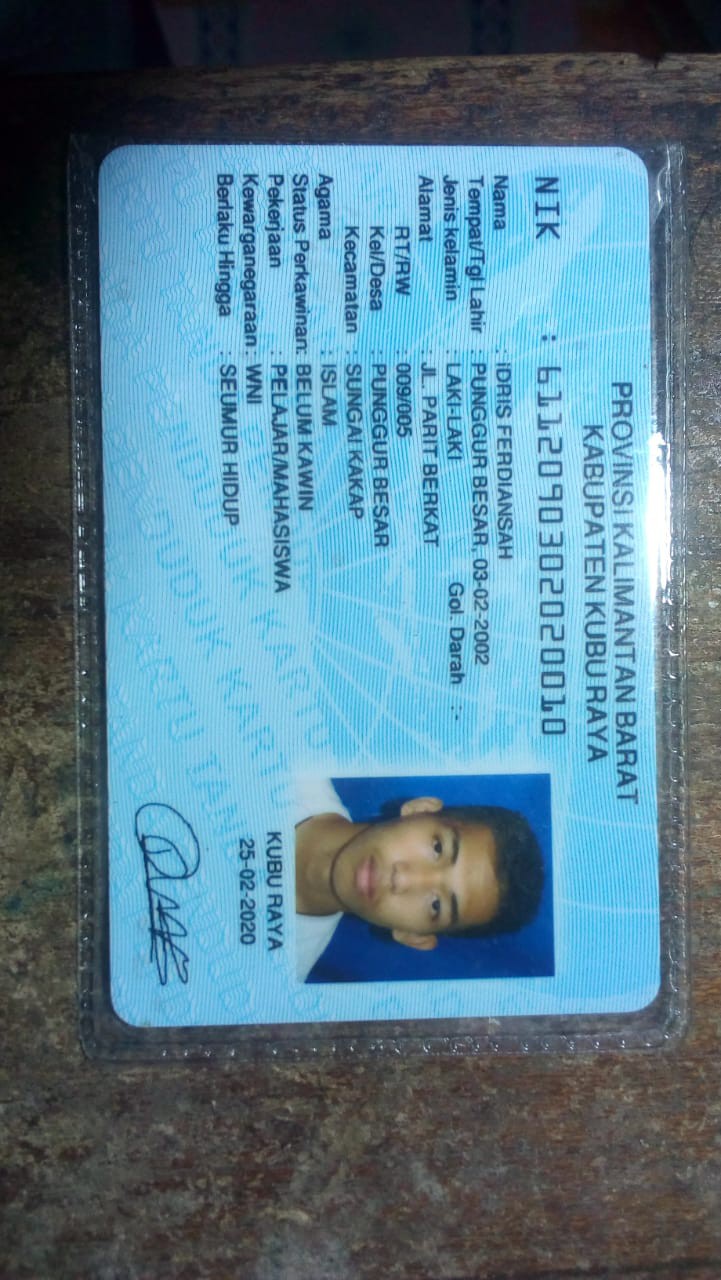 PROVINSI KALIMANTAN BARAT
KABUPATEN KUBU RAYA
NIK : 6112090302020010
Nama : IDRIS FERDIANSAH
Tempat/Tgl Lahir : PUNGGUR BESAR, 03-02-2002
Jenis kelamin : LAKI-LAKI Gol. Darah :-
Alamat : JL. PARIT BERKAT
RT/RW : 009/005
Kel/Desa : PUNGGUR BESAR
Kecamatan : SUNGAI KAKAP
Agama : ISLAM
Status Perkawinan: BELUM KAWIN
Pekerjaan : PELAJAR/MAHASISWA
Kewarganegaraan : WNI
Berlaku Hingga : SEUMUR HIDUP
KUBU RAYA
25-02-2020